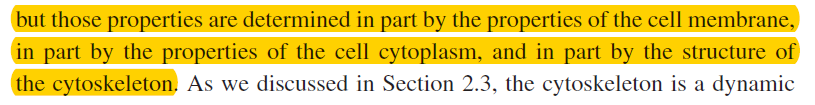 but those properties are determined in part by the properties of the cell membrane,
in part by the properties of the cell cytoplasm, and in part by the structure of
the cytoskeleton. As we discussed in Section 2.3, the cytoskeleton is a dynamic